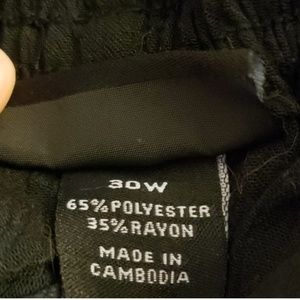 30W
65%POLYESTER
35%RAYON
MADE IN
CAMBODIA